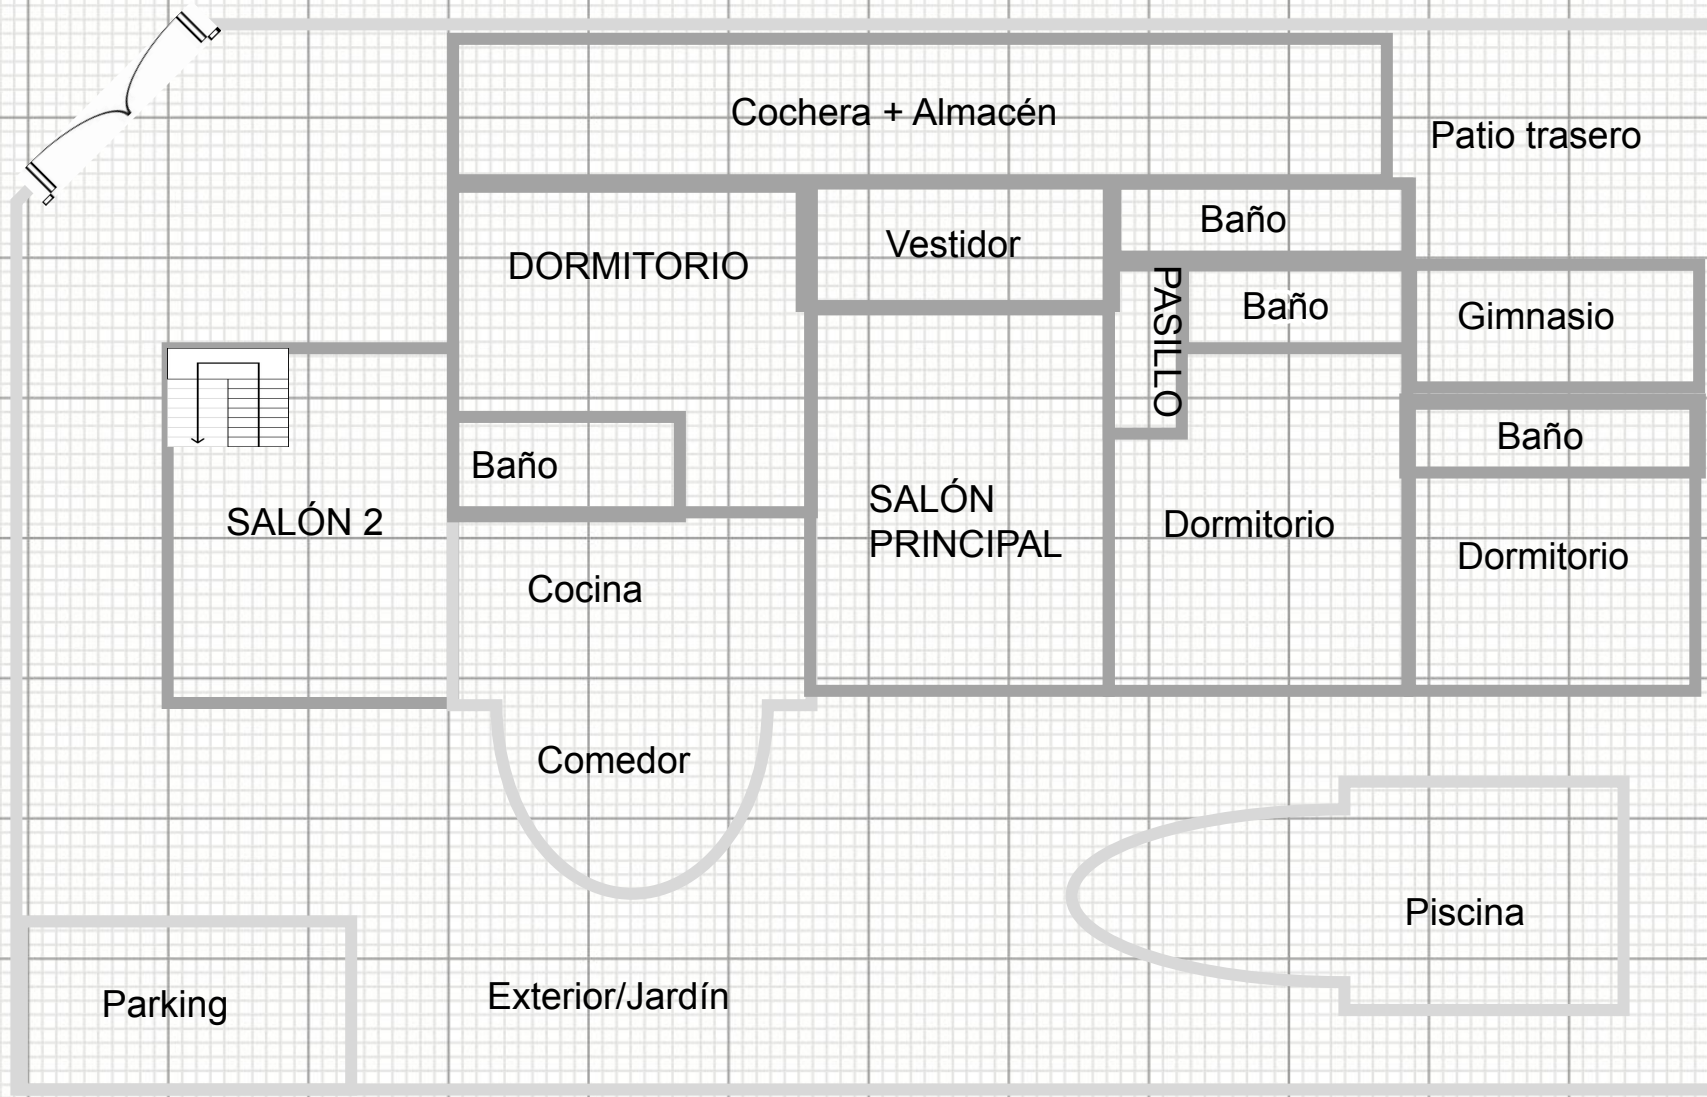 Cochera + Almacén
Patio trasero
Baño
Vestidor
DORMITORIO
PASILLO
Baño
Gimnasio
Baño
Baño
SALÓN 2
SALÓN
PRINCIPAL
Dormitorio
Dormitorio
Cocina
Comedor
Piscina
Parking
Exterior/Jardín